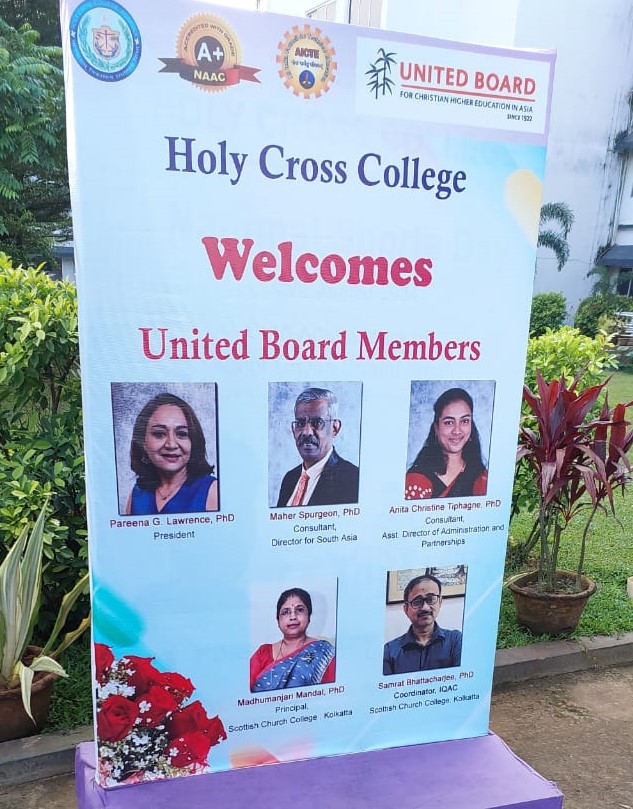 ACCREDITED WITH GRADE
A+
NAAC
AICTE
UNITED BOARD
FOR CHRISTIAN HIGHER EDUCATION IN ASIA
SINCE 1922
Holy Cross College
Welcomes
United Board Members
Pareena G. Lawrence, PhD
President
Maher Spurgeon, PhD
Consultant,
Director for South Asia
Anita Christine Tiphagne, PhD
Consultant,
Asst. Director of Administration and
Partnerships
Madhumanjari Mandal, PhD
Principal,
Scottish Church College, Kolkatta
Samrat Bhattacharjee, PhD
Coordinator, IQAC
Scottish Church College, Kolkatta